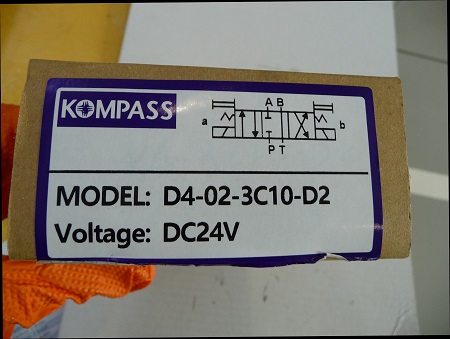 KOMPASS
A B
a
b
P T
MODEL: D4-02-3C10-D2
Voltage: DC24V